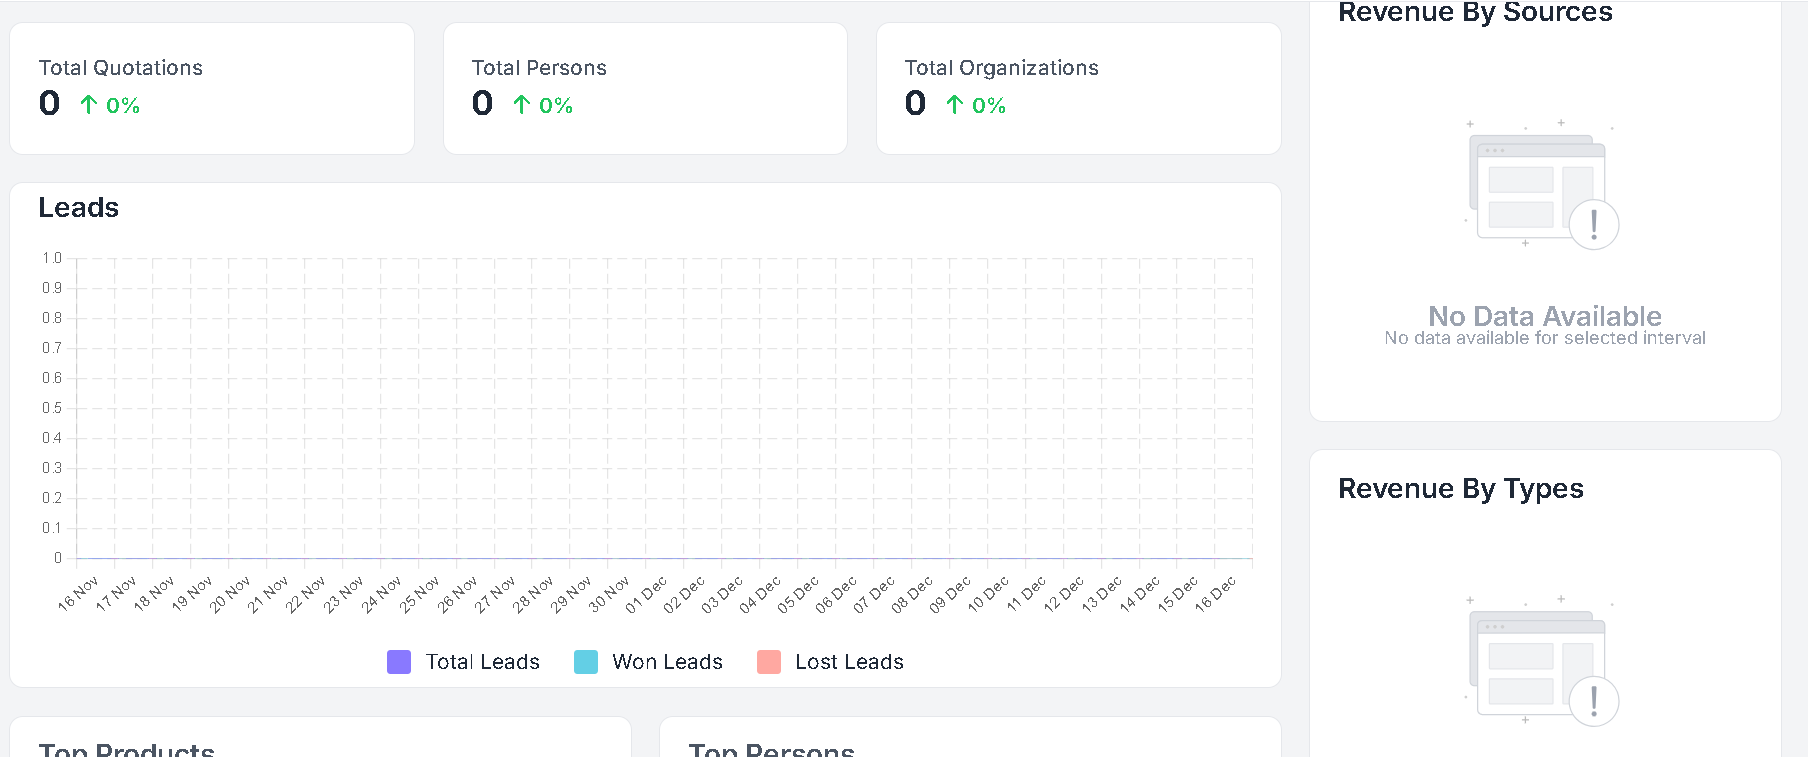 Total Quotations
0 ↑ 0%
Total Persons
0 ↑ 0%
Total Organizations
0 ↑ 0%
Leads
1.0
0.9
0.8
0.7
0.6
0.5
0.4
0.3
0.2
0.1
0
16 Nov 17 Nov 18 Nov 19 Nov 20 Nov 21 Nov 22 Nov 23 Nov 24 Nov 25 Nov 26 Nov 27 Nov 28 Nov 29 Nov 30 Nov 01 Dec 02 Dec 03 Dec 04 Dec 05 Dec 06 Dec 07 Dec 08 Dec 09 Dec 10 Dec 11 Dec 12 Dec 13 Dec 14 Dec 15 Dec 16 Dec
Total Leads Won Leads Lost Leads
Top Products
Top Persons
Revenue By Sources
!
No Data Available
No data available for selected interval
Revenue By Types
!